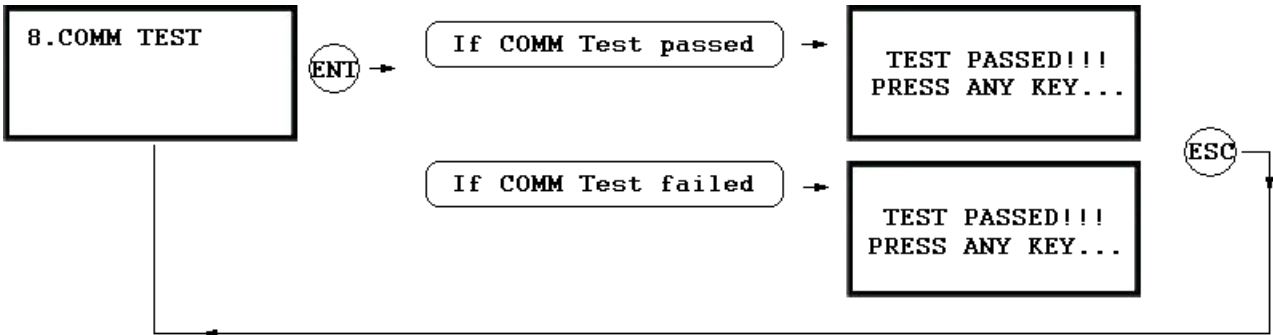 8.COMM TEST
ENT
If COMM Test passed
TEST PASSED!!!
PRESS ANY KEY...
ESC
If COMM Test failed
TEST PASSED!!!
PRESS ANY KEY...